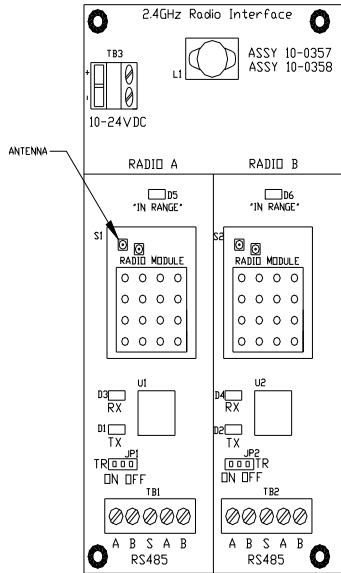 2.4GHz Radio Interface
TB3
L1
ASSY 10-0357
ASSY 10-0358
+
-
10-24VDC
ANTENNA
RADIO A
RADIO B
D5
"IN RANGE"
D6
"IN RANGE"
S1
RADIO MODULE
S2
RADIO MODULE
U1
D3
RX
D1
TX
JP1
TR
ON OFF
U2
D4
RX
D2
TX
JP2
TR
ON OFF
TB1
A B S A B
RS485
TB2
A B S A B
RS485